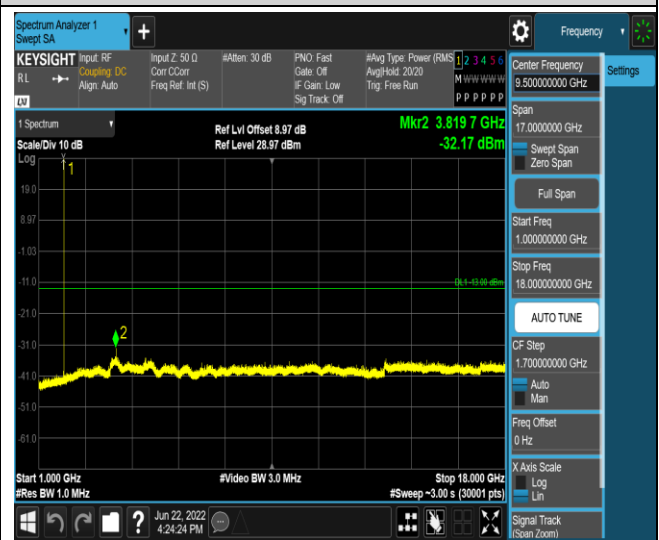 Spectrum Analyzer 1
Swept SA
+
Frequency
KEYSIGHT
RL
Input: RF
Coupling: DC
Align: Auto
Input Z: 50 Ω
Corr CCorr
Freq Ref: Int (S)
#Atten: 30 dB
PNO: Fast
Gate: Off
IF Gain: Low
Sig Track: Off
#Avg Type: Power (RMS
Avg|Hold: 20/20
Trig: Free Run
1 2 3 4 5 6
M W W W W W
P P P P P P
Center Frequency
9.500000000 GHz
Settings
1 Spectrum
Ref Lvl Offset 8.97 dB
Mkr2 3.819 7 GHz
Scale/Div 10 dB
Ref Level 28.97 dBm
-32.17 dBm
Log
1
19.0
8.97
-1.03
-11.0
DL1 -13.00 dBm
-21.0
2
-31.0
-41.0
-51.0
-61.0
Start 1.000 GHz
#Video BW 3.0 MHz
Stop 18.000 GHz
#Res BW 1.0 MHz
#Sweep ~3.00 s (30001 pts)
Span
17.0000000 GHz
Swept Span
Zero Span
Full Span
Start Freq
1.000000000 GHz
Stop Freq
18.000000000 GHz
AUTO TUNE
CF Step
1.700000000 GHz
Auto
Man
Freq Offset
0 Hz
X Axis Scale
Log
Lin
Signal Track
(Span Zoom)
?
Jun 22, 2022
4:24:24 PM